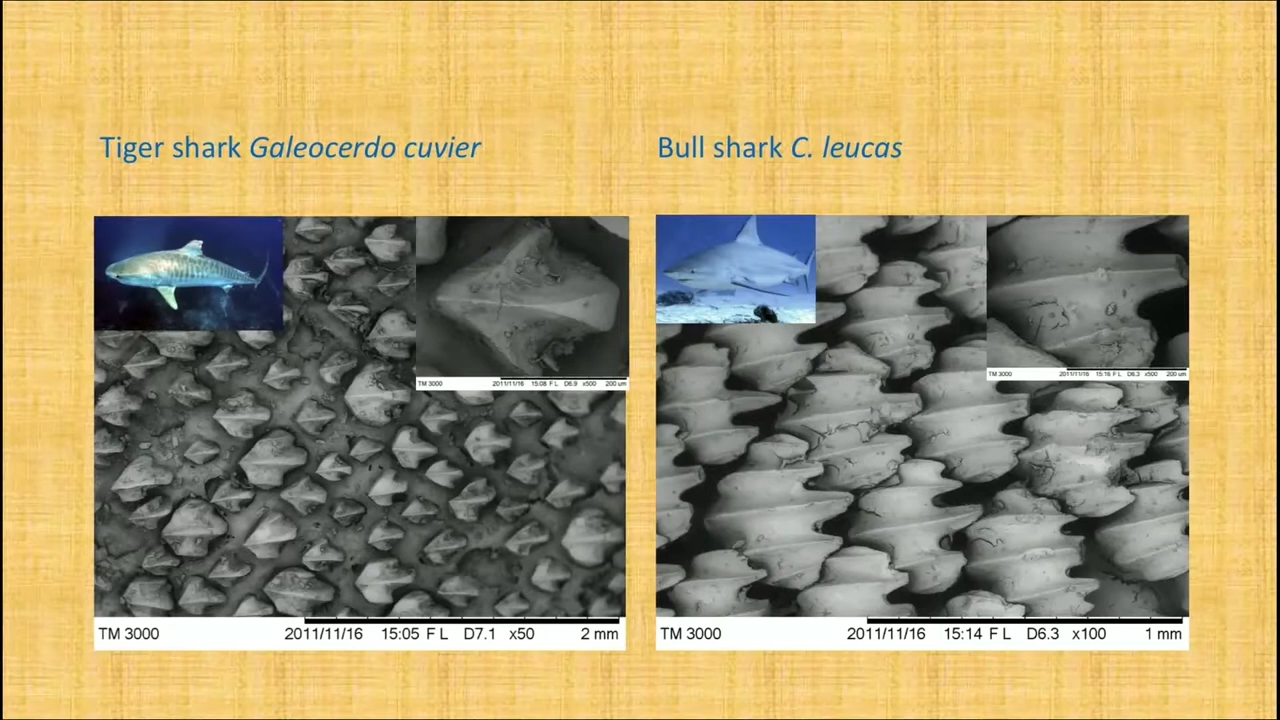 Tiger shark Galeocerdo cuvier
Bull shark C. leucas
TM 3000 2011/11/16 15:08 F L D6.9 x500 200 um
TM 3000 2011/11/16 15:16 F L D6.3 x500 200 um
TM 3000 2011/11/16 15:05 F L D7.1 x50 2 mm
TM 3000 2011/11/16 15:14 F L D6.3 x100 1 mm